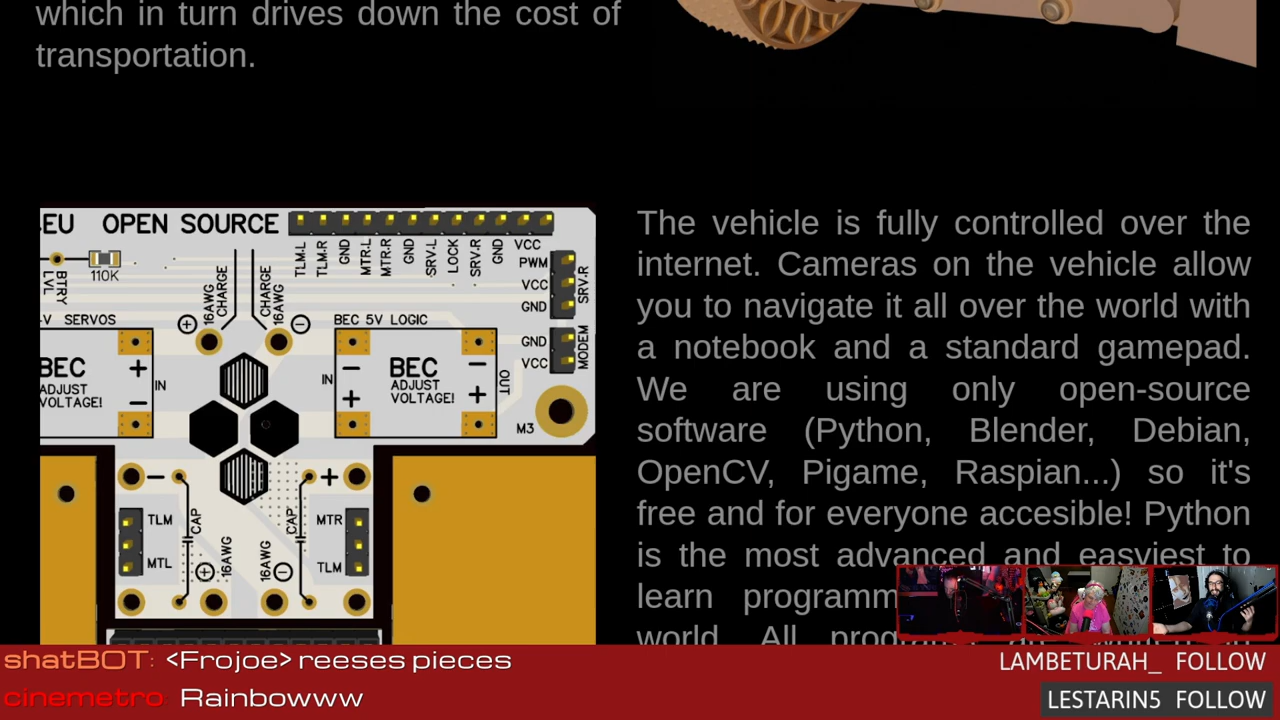 which in turn drives down the cost of
transportation.
EU OPEN SOURCE
110K
BTRY
LVL
16AWG
CHARGE
CHARGE
16AWG
TLM-L
TLM-R
GND
MTR-L
MTR-R
GND
SRV-L
LOCK
SRV-R
GND
VCC
PWM
VCC
GND
SRV.R
GND
VCC
MODEM
V SERVOS
BEC 5V LOGIC
BEC
ADJUST
VOLTAGE!
+
−
IN
IN
−
+
BEC
ADJUST
VOLTAGE!
−
+
OUT
M3
−
+
TLM
MTL
CAP
16AWG
16AWG
CAP
MTR
TLM
The vehicle is fully controlled over the
internet. Cameras on the vehicle allow
you to navigate it all over the world with
a notebook and a standard gamepad.
We are using only open-source
software (Python, Blender, Debian,
OpenCV, Pigame, Raspian...) so it's
free and for everyone accesible! Python
is the most advanced and easviest to
learn programm
world. All
shatBOT: <Frojoe> reeses pieces
cinemetro: Rainbowww
LAMBETURAH_ FOLLOW
LESTARIN5 FOLLOW